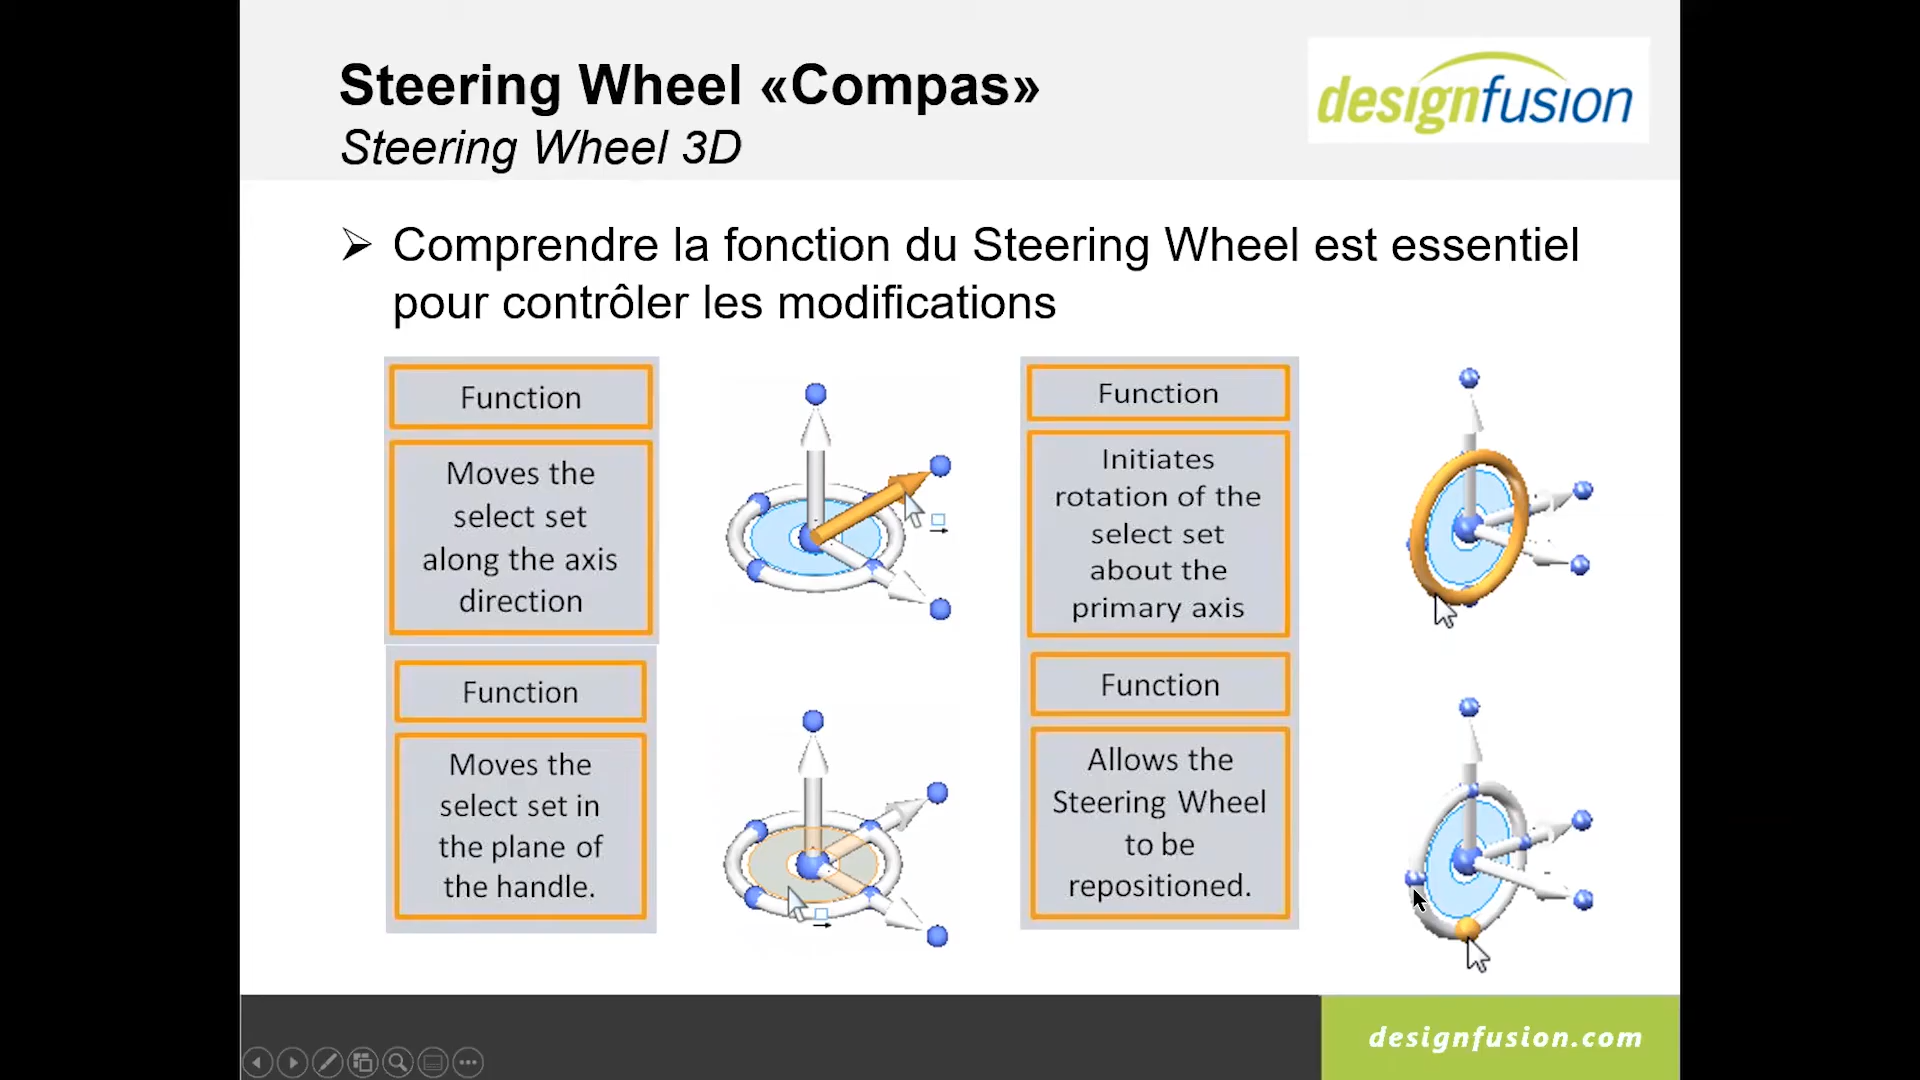 Steering Wheel «Compas»
Steering Wheel 3D
designfusion
➢ Comprendre la fonction du Steering Wheel est essentiel
pour contrôler les modifications
Function
Moves the
select set
along the axis
direction
Function
Moves the
select set in
the plane of
the handle.
Function
Initiates
rotation of the
select set
about the
primary axis
Function
Allows the
Steering Wheel
to be
repositioned.
designfusion.com